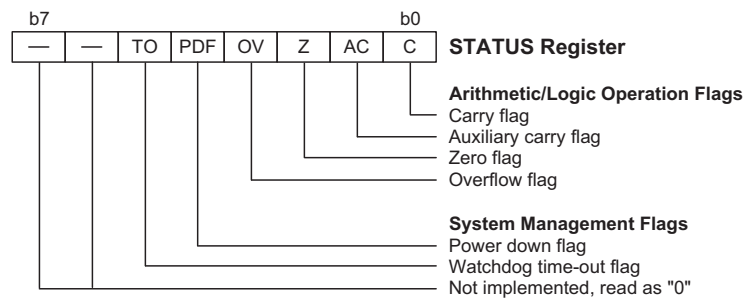 b7 b0
— — TO PDF OV Z AC C STATUS Register
Arithmetic/Logic Operation Flags
Carry flag
Auxiliary carry flag
Zero flag
Overflow flag
System Management Flags
Power down flag
Watchdog time-out flag
Not implemented, read as "0"